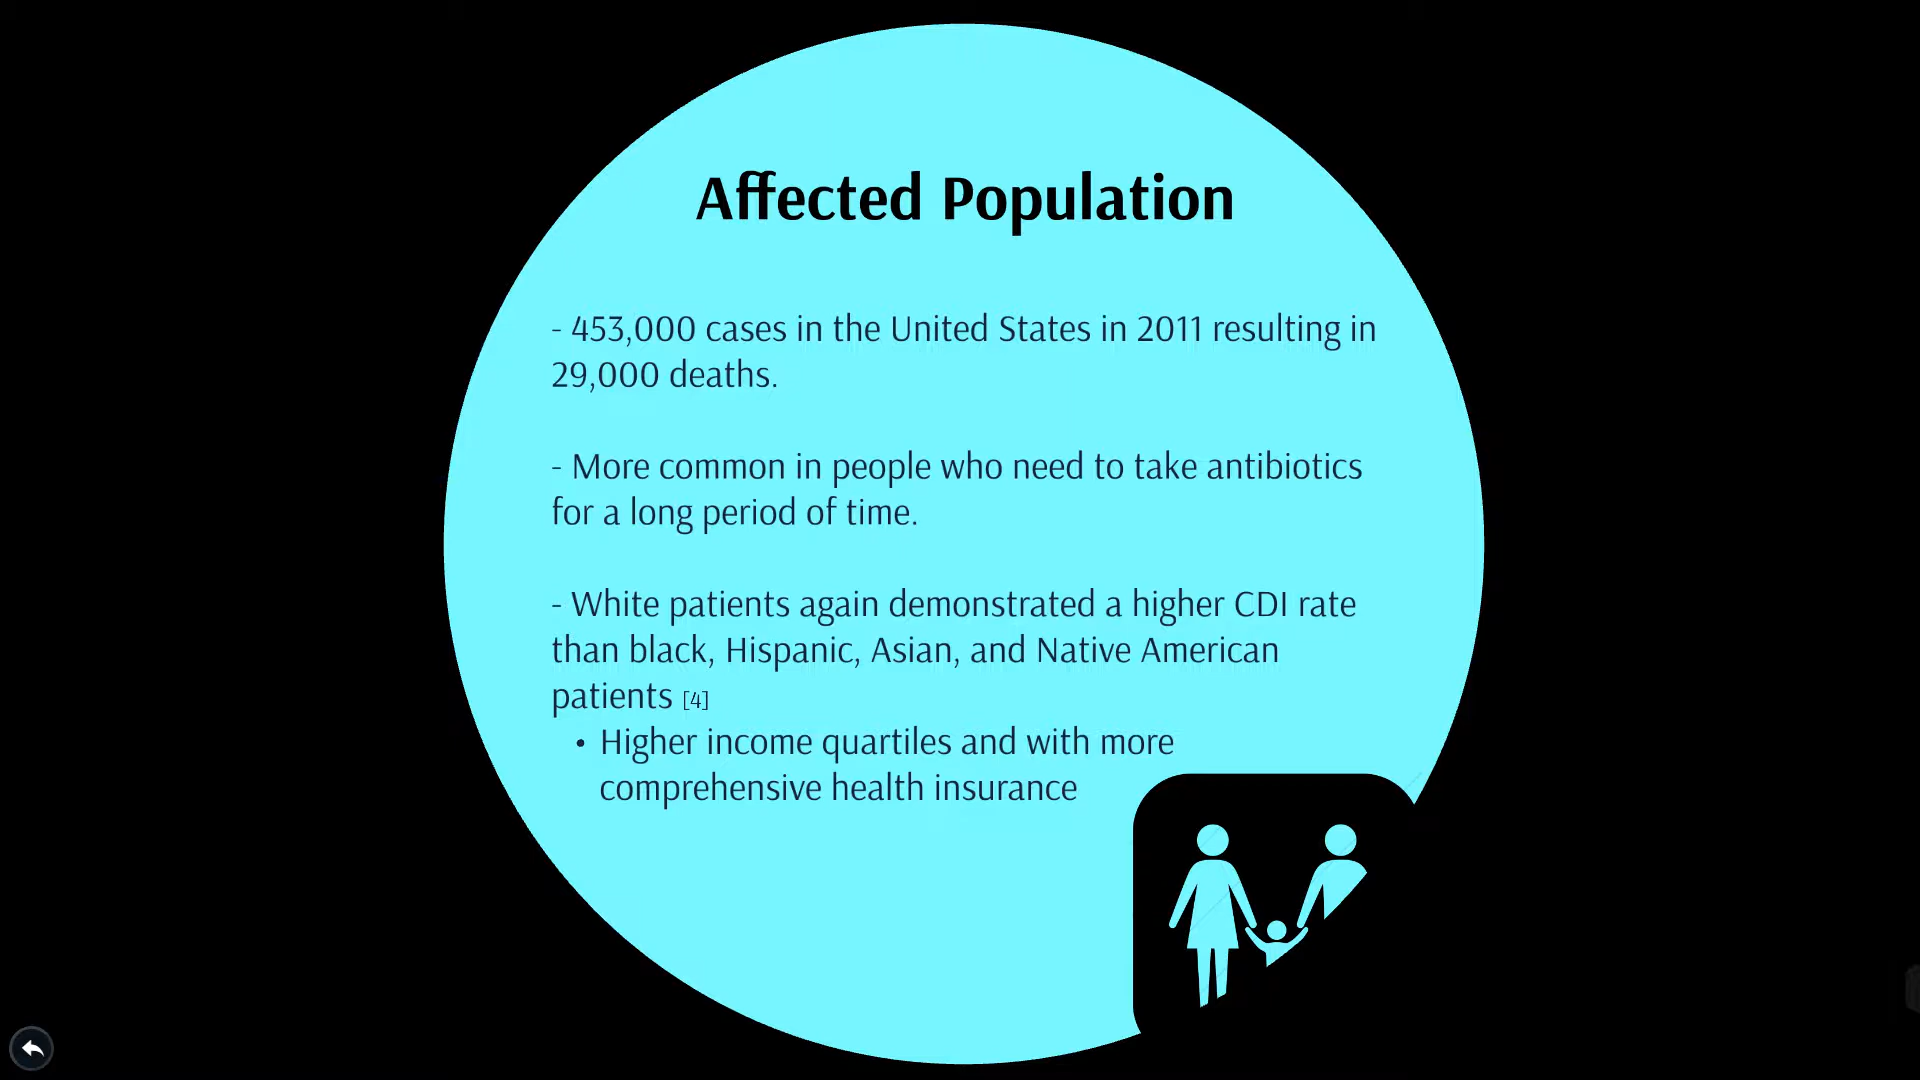 Affected Population
- 453,000 cases in the United States in 2011 resulting in
29,000 deaths.
- More common in people who need to take antibiotics
for a long period of time.
- White patients again demonstrated a higher CDI rate
than black, Hispanic, Asian, and Native American
patients [4]
• Higher income quartiles and with more
comprehensive health insurance